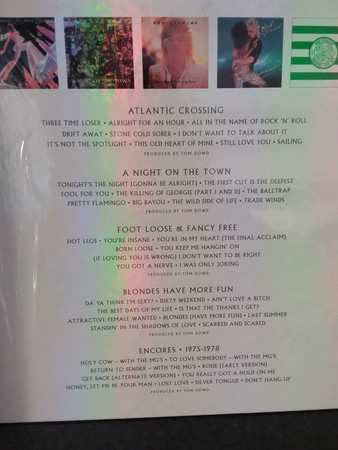 ATLANTIC CROSSING
THREE TIME LOSER • ALRIGHT FOR AN HOUR • ALL IN THE NAME OF ROCK 'N' ROLL
DRIFT AWAY • STONE COLD SOBER • I DON'T WANT TO TALK ABOUT IT
IT'S NOT THE SPOTLIGHT • THIS OLD HEART OF MINE • STILL LOVE YOU • SAILING
PRODUCED BY TOM DOWD
A NIGHT ON THE TOWN
TONIGHT'S THE NIGHT (GONNA BE ALRIGHT) • THE FIRST CUT IS THE DEEPEST
FOOL FOR YOU • THE KILLING OF GEORGIE (PART I AND II) • THE BALLTRAP
PRETTY FLAMINGO • BIG BAYOU • THE WILD SIDE OF LIFE • TRADE WINDS
PRODUCED BY TOM DOWD
FOOT LOOSE & FANCY FREE
HOT LEGS • YOU'RE INSANE • YOU'RE IN MY HEART (THE FINAL ACCLAIM)
BORN LOOSE • YOU KEEP ME HANGIN' ON
(IF LOVING YOU IS WRONG) I DON'T WANT TO BE RIGHT
YOU GOT A NERVE • I WAS ONLY JOKING
PRODUCED BY TOM DOWD
BLONDES HAVE MORE FUN
DA YA THINK I'M SEXY? • DIRTY WEEKEND • AIN'T LOVE A BITCH
THE BEST DAYS OF MY LIFE • IS THAT THE THANKS I GET?
ATTRACTIVE FEMALE WANTED • BLONDES (HAVE MORE FUN) • LAST SUMMER
STANDIN' IN THE SHADOWS OF LOVE • SCARRED AND SCARED
PRODUCED BY TOM DOWD
ENCORES • 1975-1978
HOLY COW – WITH THE MG'S • TO LOVE SOMEBODY – WITH THE MG'S
RETURN TO SENDER – WITH THE MG'S • ROSIE (EARLY VERSION)
GET BACK (ALTERNATE VERSION) • YOU REALLY GOT A HOLD ON ME
HONEY, LET ME BE YOUR MAN • LOST LOVE • SILVER TONGUE • DON'T HANG UP
PRODUCED BY TOM DOWD